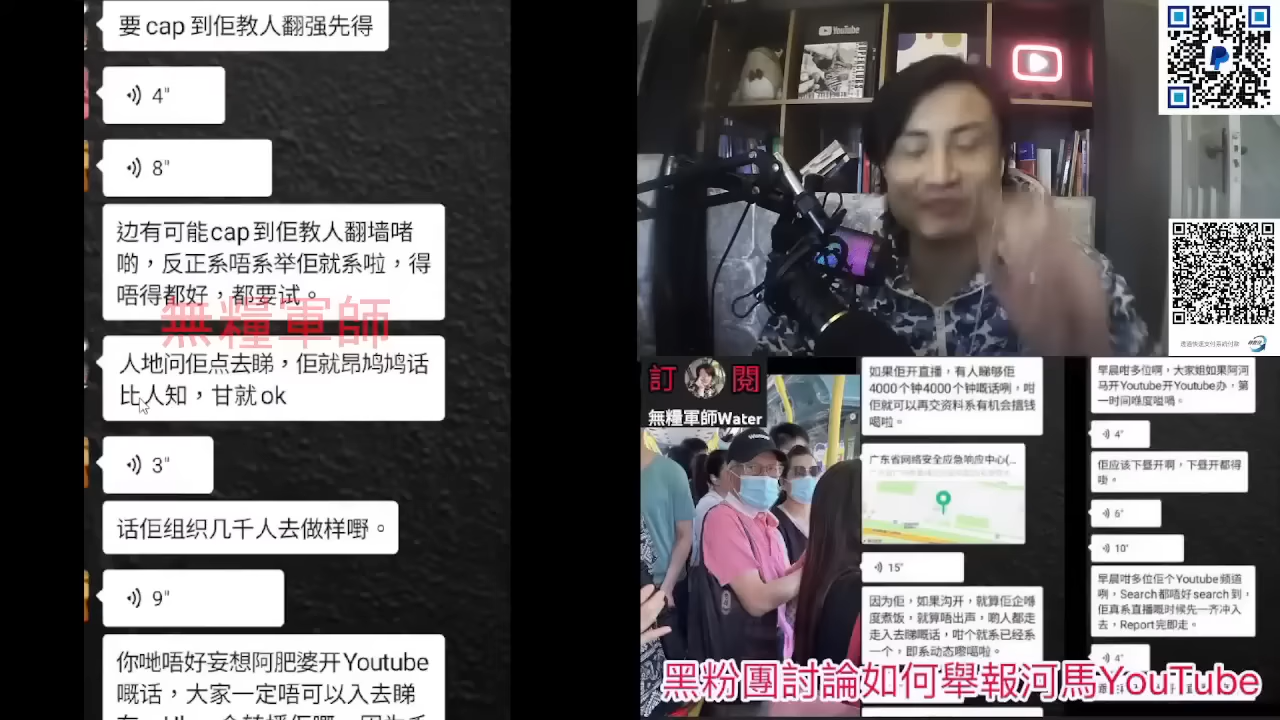 要 cap 到佢教人翻强先得
4"
8"
边有可能cap到佢教人翻墙啫
啲，反正系唔系举佢就系啦，得
唔得都好，都要试。
無糧軍師
人地问佢点去睇，佢就昂鸠鸠话
比人知，甘就ok
3"
话佢组织几千人去做样嘢。
9"
你哋唔好妄想阿肥婆开Youtube
嘅话，大家一定唔可以入去睇
YouTube
訂 閱
無糧軍師Water
如果佢开直播，有人睇够佢
4000个钟4000个钟嘅话咧，咁
佢就可以再交资料系有机会揾钱
噶啦。
广东省网络安全应急响应中心(...
15"
因为佢，如果沟开，就算佢企喺
度煮饭，就算唔出声，啲人都走
走入去睇嘅话，咁个就系已经系
一个，即系动态嚟噶啦。
早晨咁多位啊，大家姐如果阿河
马开Youtube开Youtube办，第
一时间喺度嗌喎。
4"
佢应该下昼开啊，下昼开都得
嘞。
6"
10"
早晨咁多位佢个Youtube频道
咧，Search都唔好search到，
佢真系直播嘅时候先一齐冲入
去，Report完即走。
4"
黑粉團討論如何舉報河馬YouTube